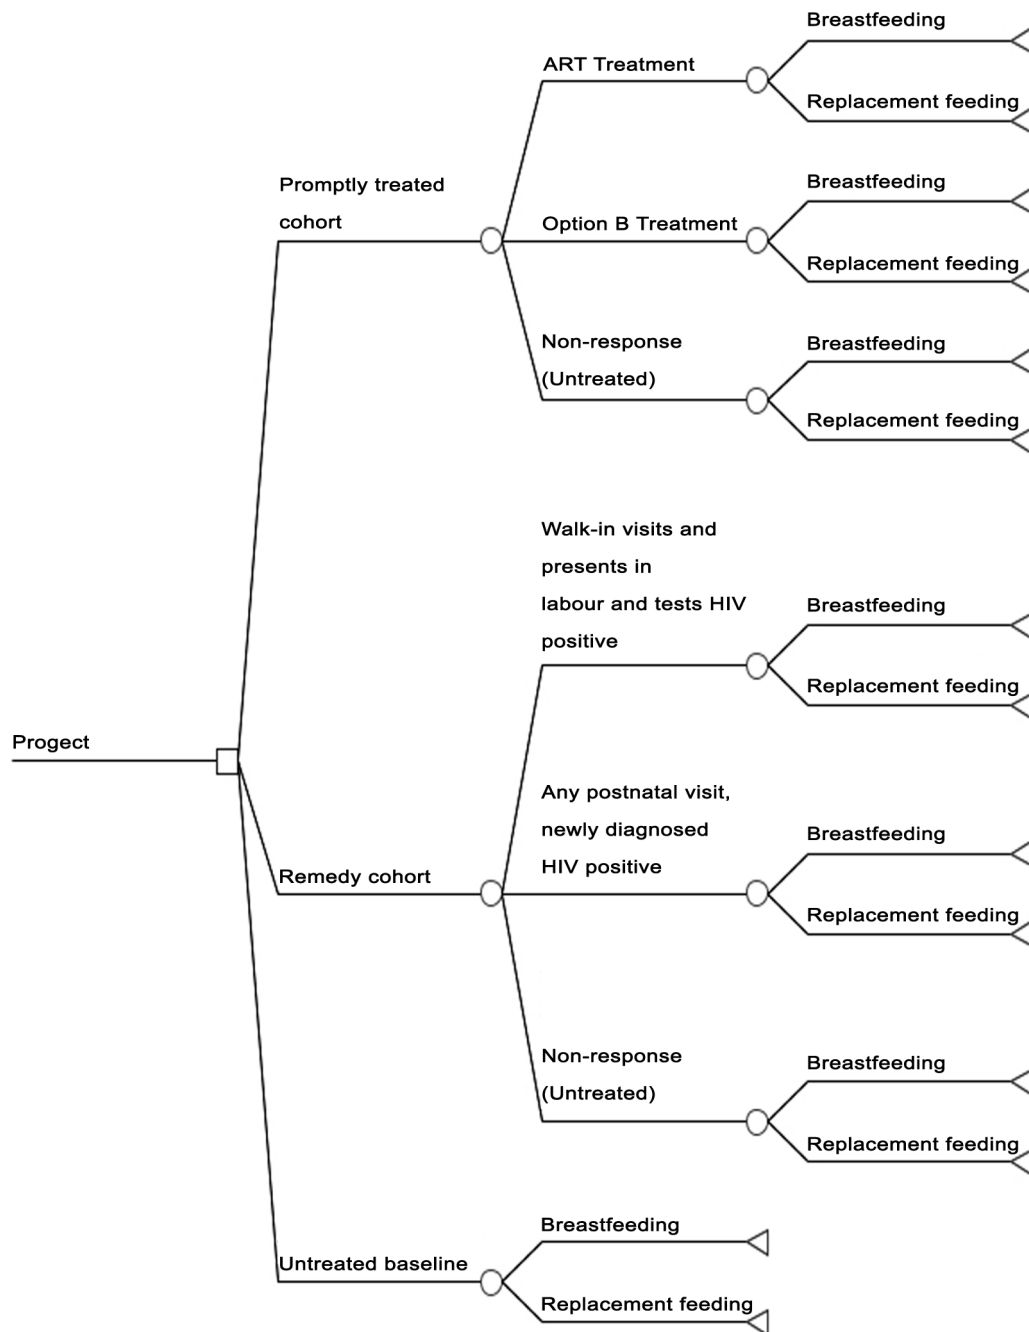 Breastfeeding
ART Treatment
Replacement feeding
Promptly treated
cohort
Breastfeeding
Option B Treatment
Replacement feeding
Non-response
(Untreated)
Breastfeeding
Replacement feeding
Walk-in visits and
presents in
labour and tests HIV
positive
Breastfeeding
Replacement feeding
Progect
Any postnatal visit,
newly diagnosed
HIV positive
Breastfeeding
Remedy cohort
Replacement feeding
Non-response
(Untreated)
Breastfeeding
Replacement feeding
Breastfeeding
Untreated baseline
Replacement feeding